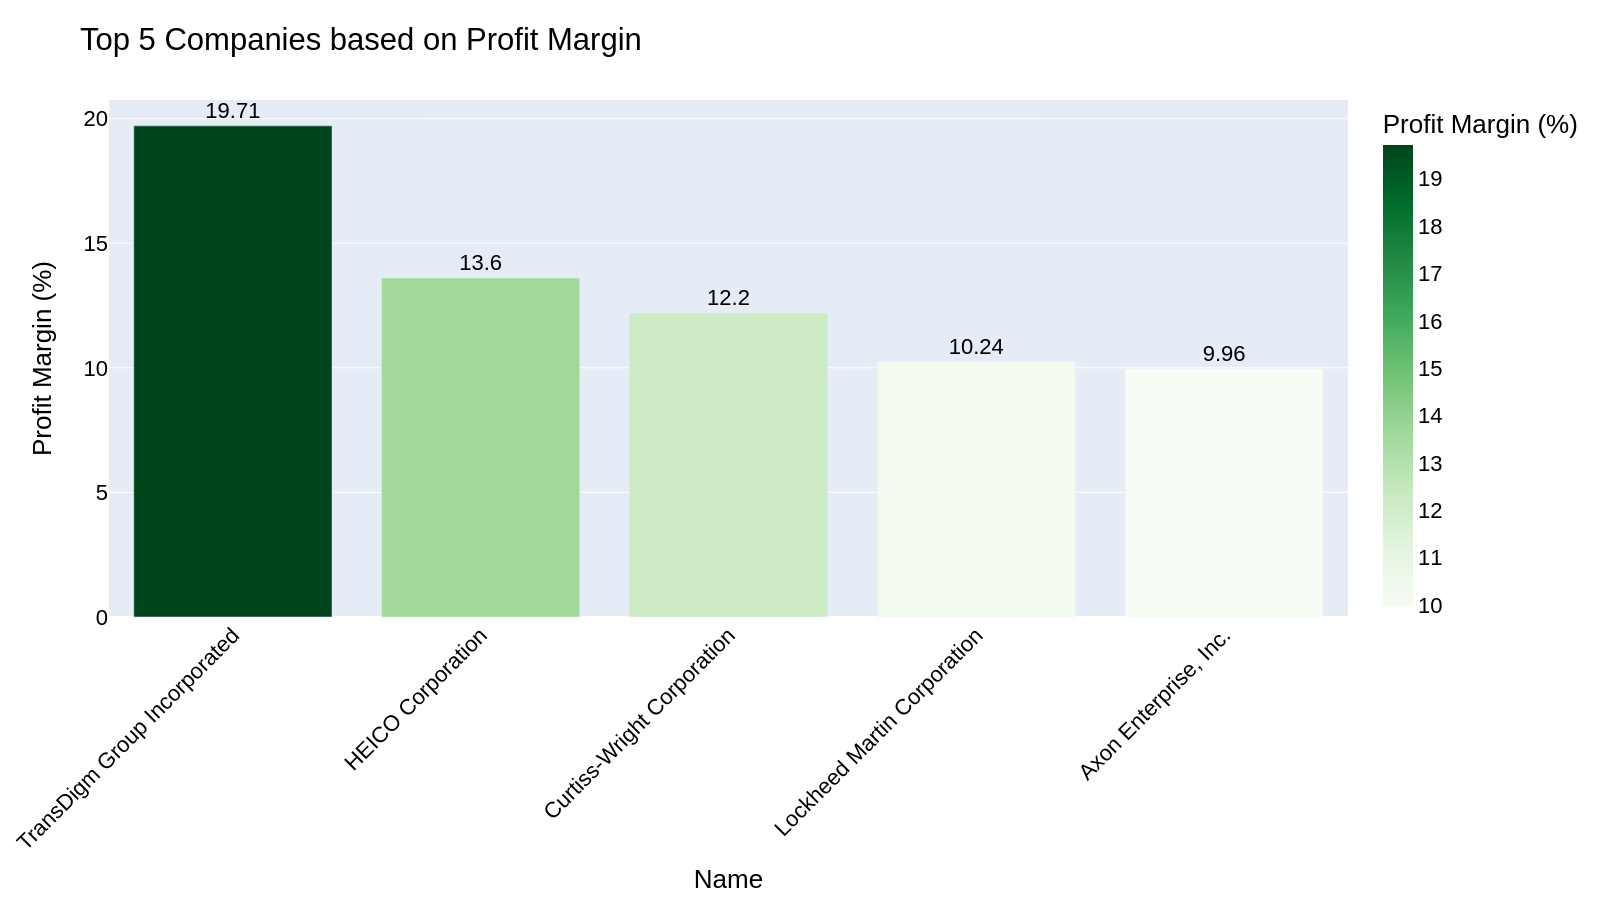 Top 5 Companies based on Profit Margin
Profit Margin (%)
20
15
10
5
0
19.71
13.6
12.2
10.24
9.96
TransDigm Group Incorporated
HEICO Corporation
Curtiss-Wright Corporation
Lockheed Martin Corporation
Axon Enterprise, Inc.
Name
Profit Margin (%)
19
18
17
16
15
14
13
12
11
10